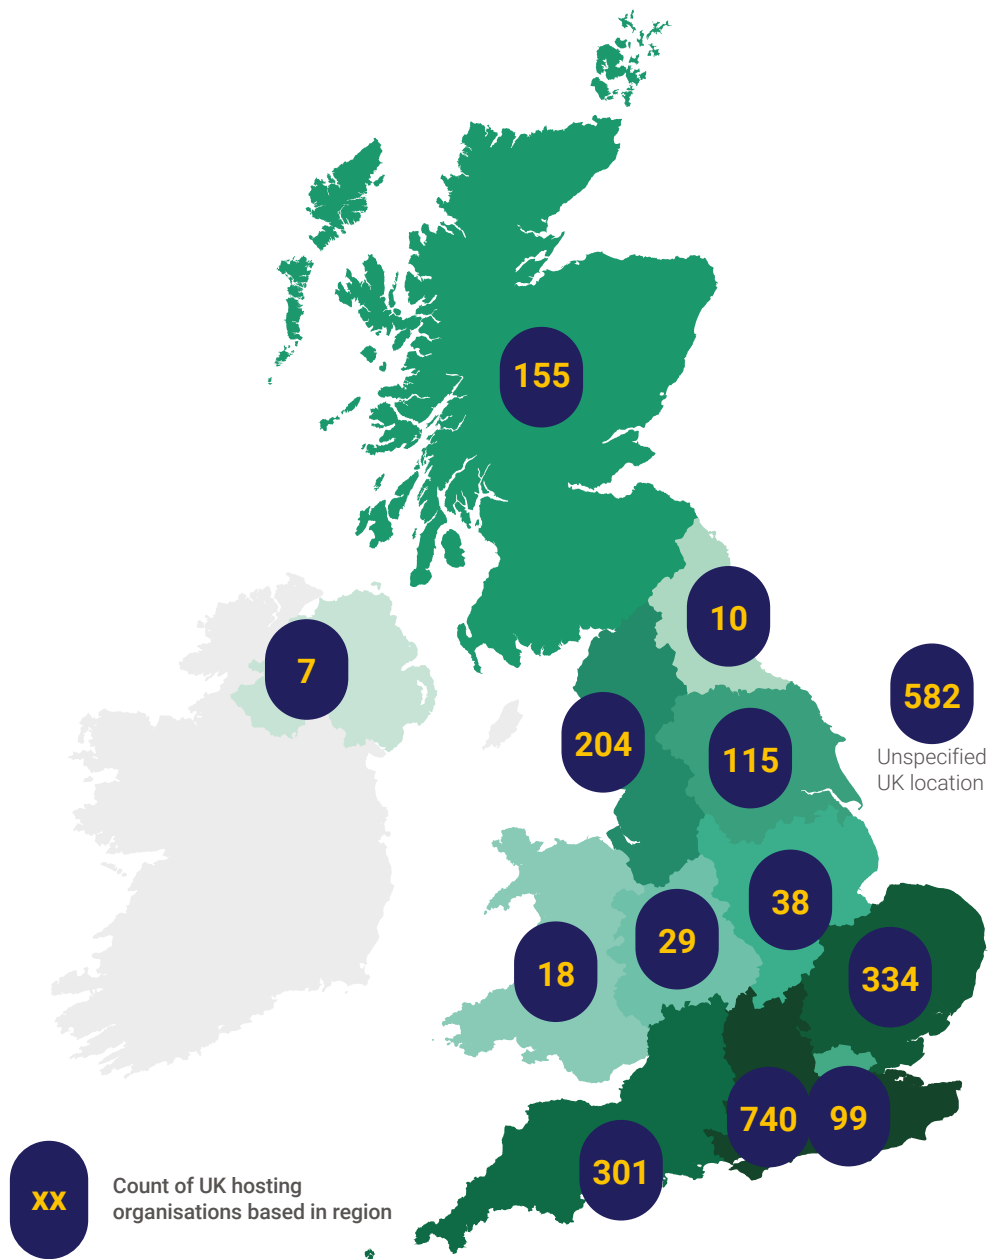 155
10
7
582
Unspecified
UK location
204
115
38
29
18
334
740
99
301
xx
Count of UK hosting
organisations based in region